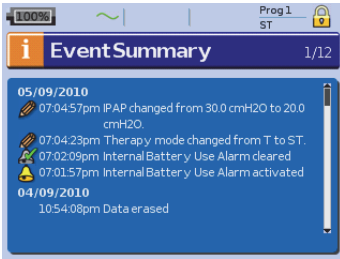 100%
Prog 1
ST
i Event Summary 1/12
05/09/2010
07:04:57pm IPAP changed from 30.0 cmH2O to 20.0
cmH2O.
07:04:23pm Therapy mode changed from T to ST.
07:02:09pm Internal Battery Use Alarm cleared
07:01:57pm Internal Battery Use Alarm activated
04/09/2010
10:54:08pm Data erased